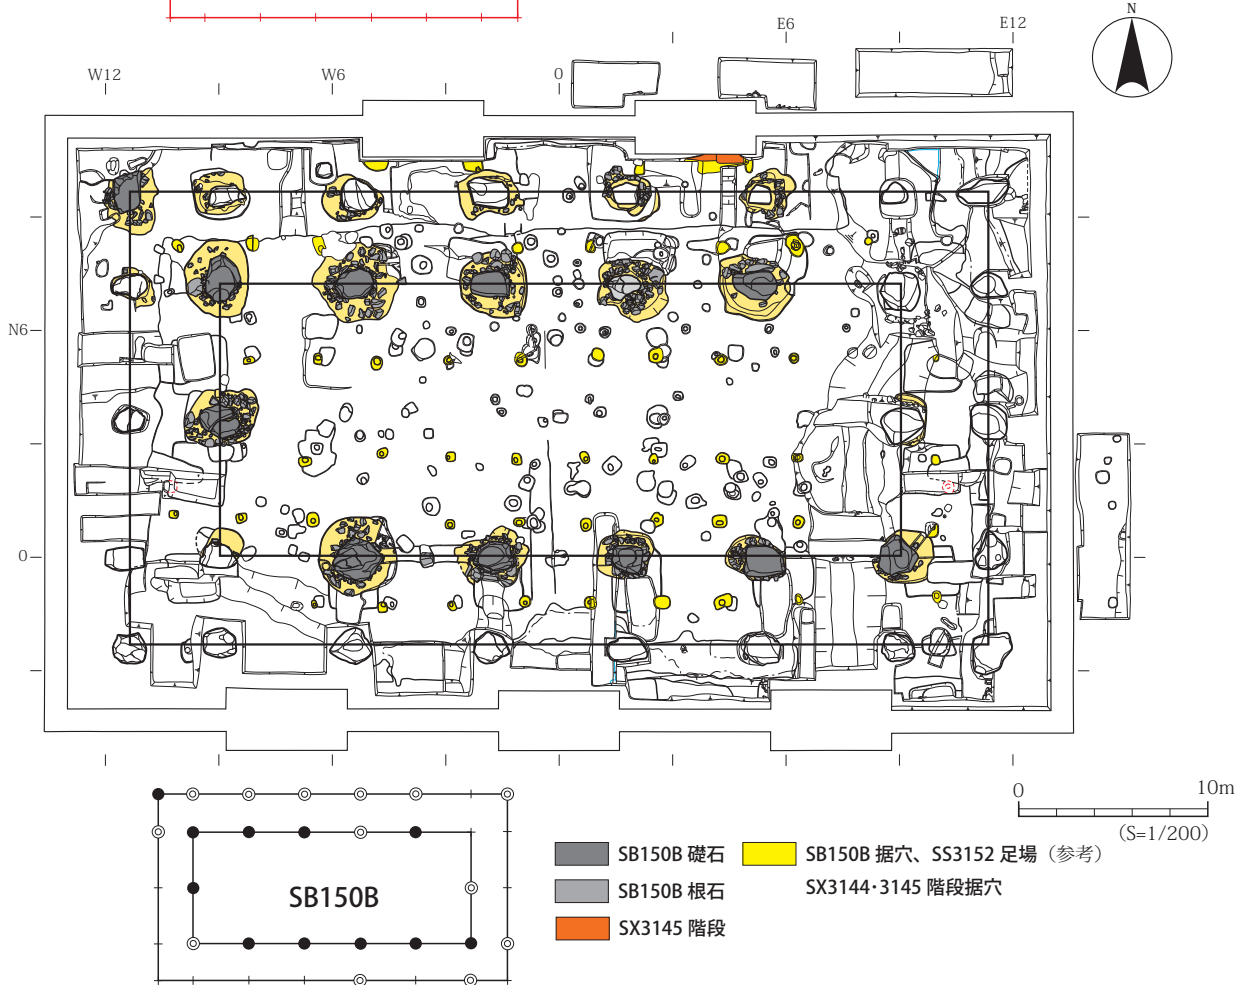 E6
E12
N
W12
W6
0
N6
0
0
10m
(S=1/200)
SB150B
SB150B 礎石
SB150B 根石
SX3145 階段
SB150B 据穴、SS3152 足場（参考）
SX3144・3145 階段据穴